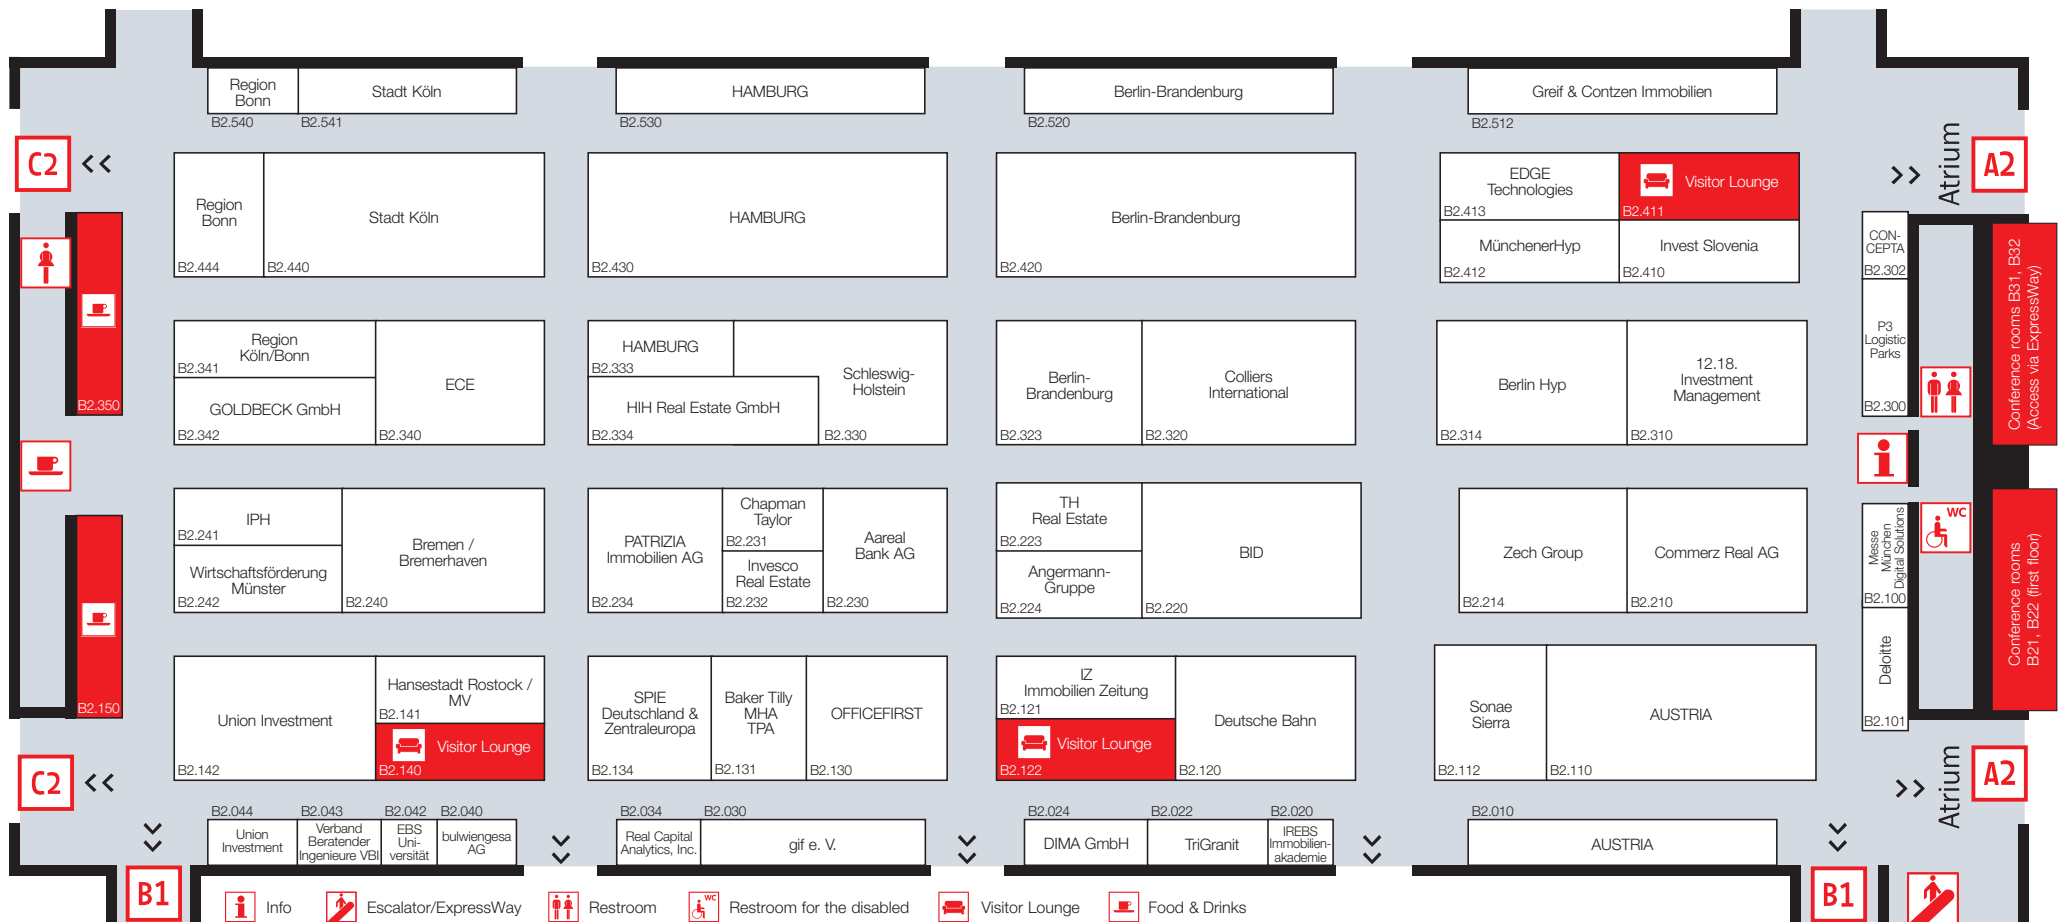 Region
Bonn
B2.540
Stadt Köln
B2.541
HAMBURG
B2.530
Berlin-Brandenburg
B2.520
Greif & Contzen Immobilien
B2.512
C2
Atrium
A2
Region
Bonn
B2.444
Stadt Köln
B2.440
HAMBURG
B2.430
Berlin-Brandenburg
B2.420
EDGE
Technologies
B2.413
Visitor Lounge
B2.411
MünchenerHyp
B2.412
Invest Slovenia
B2.410
CON-
CEPTA
B2.302
P3
Logistic
Parks
B2.300
Conference rooms B31, B32
(Access via ExpressWay)
B2.350
Region
Köln/Bonn
B2.341
GOLDBECK GmbH
B2.342
ECE
B2.340
HAMBURG
B2.333
HIH Real Estate GmbH
B2.334
Schleswig-
Holstein
B2.330
Berlin-
Brandenburg
B2.323
Colliers
International
B2.320
Berlin Hyp
B2.314
12.18.
Investment
Management
B2.310
IPH
B2.241
Wirtschaftsförderung
Münster
B2.242
Bremen /
Bremerhaven
B2.240
PATRIZIA
Immobilien AG
B2.234
Chapman
Taylor
B2.231
Invesco
Real Estate
B2.232
Aareal
Bank AG
B2.230
TH
Real Estate
B2.223
Angermann-
Gruppe
B2.224
BID
B2.220
Zech Group
B2.214
Commerz Real AG
B2.210
Messe
München
Digital Solutions
B2.100
WC
Conference rooms
B21, B22 (first floor)
Deloitte
B2.101
B2.150
Union Investment
B2.142
Hansestadt Rostock /
MV
B2.141
Visitor Lounge
B2.140
SPIE
Deutschland &
Zentraleuropa
B2.134
Baker Tilly
MHA
TPA
B2.131
OFFICEFIRST
B2.130
IZ
Immobilien Zeitung
B2.121
Visitor Lounge
B2.122
Deutsche Bahn
B2.120
Sonae
Sierra
B2.112
AUSTRIA
B2.110
C2
Atrium
A2
B2.044
Union
Investment
B2.043
Verband
Beratender
Ingenieure VBI
B2.042
EBS
Uni-
versität
B2.040
bulwiengesa
AG
B2.034
Real Capital
Analytics, Inc.
B2.030
gif e. V.
B2.024
DIMA GmbH
B2.022
TriGranit
B2.020
IREBS
Immobilien-
akademie
B2.010
AUSTRIA
B1
B1
Info
Escalator/ExpressWay
Restroom
WC
Restroom for the disabled
Visitor Lounge
Food & Drinks